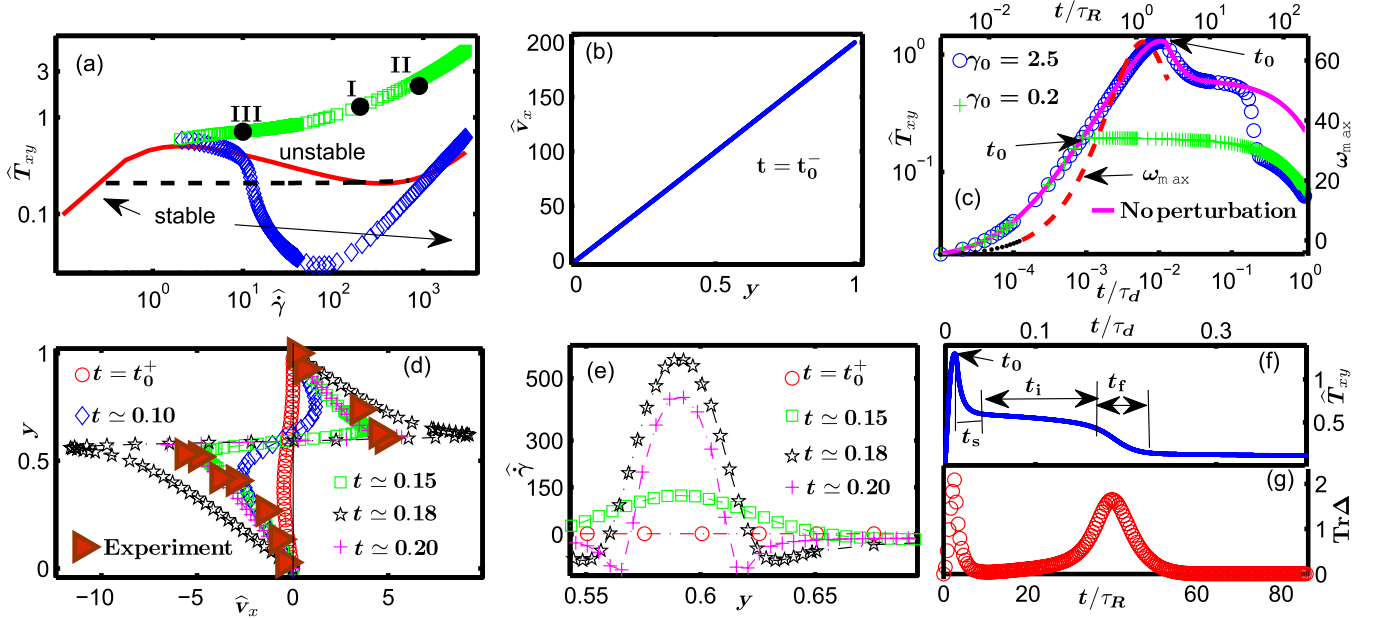 (a)
3
1
0.1
T̂xy
III
I
II
unstable
stable
10⁰ 10¹ 10² 10³
γ̇̂
(b)
200
150
100
50
0
v̂x
t = t₀⁻
0 0.5 1
y
t/τR
10⁻² 10⁰ 10²
(c)
10⁰
10⁻¹
T̂xy
γ₀ = 2.5
γ₀ = 0.2
t₀
t₀
ωmax
No perturbation
60
40
20
0
ωmax
10⁻⁴ 10⁻³ 10⁻² 10⁻¹ 10⁰
t/τd
(d)
1
0.5
0
y
t = t₀⁺
t ≃ 0.10
t ≃ 0.15
t ≃ 0.18
t ≃ 0.20
Experiment
−10 −5 0 5
v̂x
(e)
500
450
300
150
0
γ̇̂
t = t₀⁺
t ≃ 0.15
t ≃ 0.18
t ≃ 0.20
0.55 0.6 0.65
y
0 0.1 t/τd 0.3
(f)
t₀
ti
tf
ts
1
0.5
T̂xy
(g)
2
1
0
TrΔ
0 20 40 60 80
t/τR